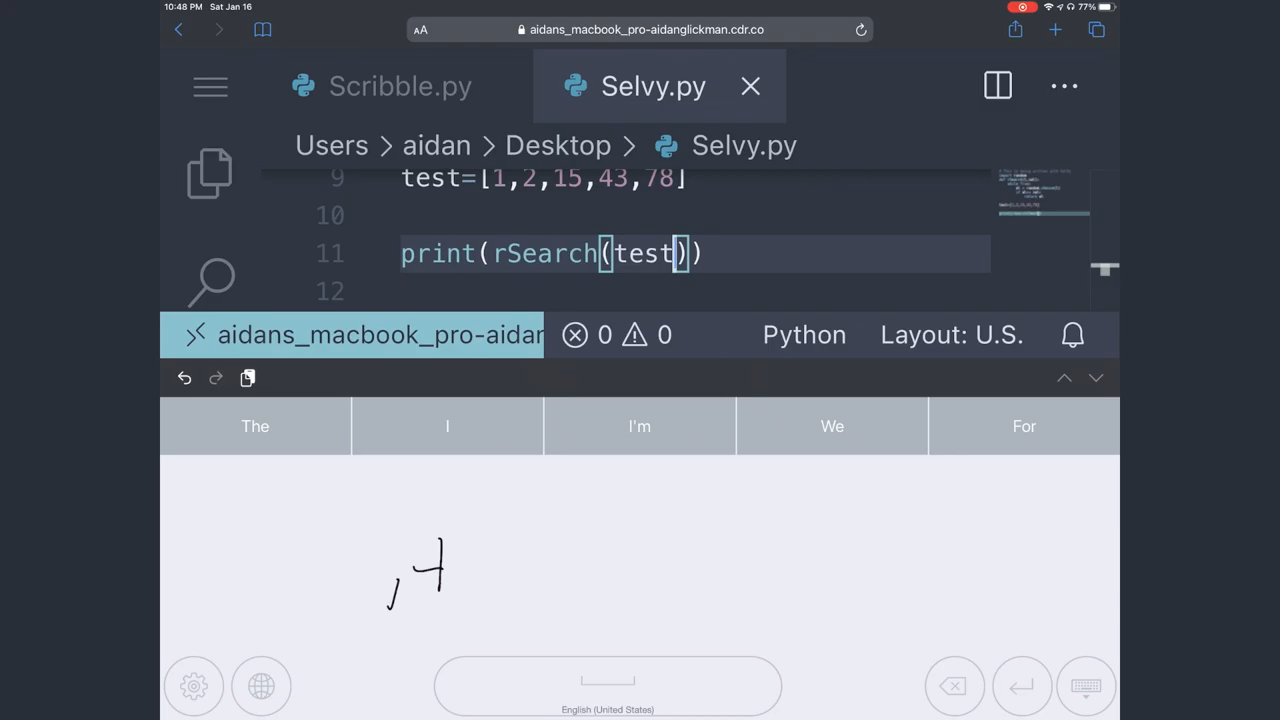 10:48 PM Sat Jan 16
77%
AA aidans_macbook_pro-aidanglickman.cdr.co
Scribble.py Selvy.py
Users > aidan > Desktop > Selvy.py
9 test=[1,2,15,43,78]
10
11 print(rSearch(test))
12
aidans_macbook_pro-aidan 0 0 Python Layout: U.S.
The I I'm We For
English (United States)